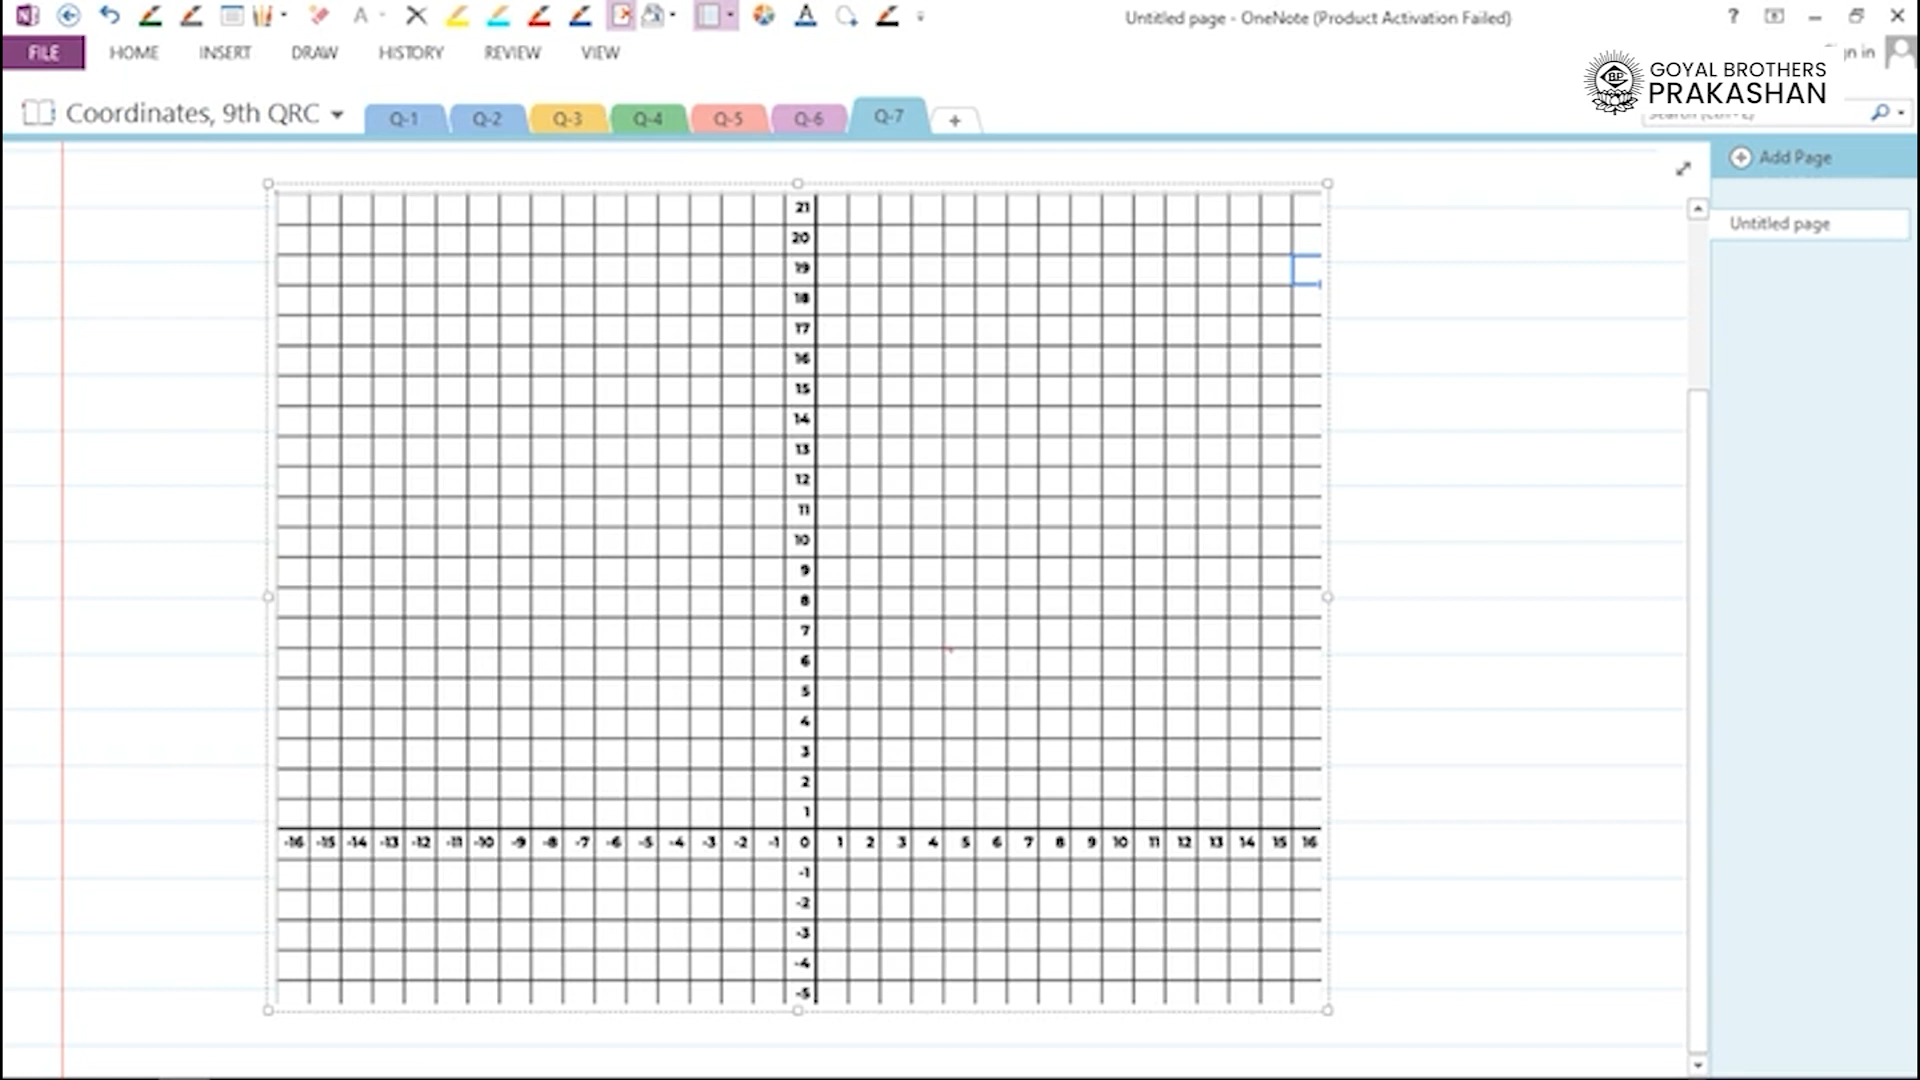 Untitled page - OneNote (Product Activation Failed)
?
FILE HOME INSERT DRAW HISTORY REVIEW VIEW
in
GOYAL BROTHERS
PRAKASHAN
Coordinates, 9th QRC
Q-1 Q-2 Q-3 Q-4 Q-5 Q-6 Q-7 +
Add Page
Untitled page
21
20
19
18
17
16
15
14
13
12
11
10
9
8
7
6
5
4
3
2
1
-16 -15 -14 -13 -12 -11 -10 -9 -8 -7 -6 -5 -4 -3 -2 -1 0 1 2 3 4 5 6 7 8 9 10 11 12 13 14 15 16
-1
-2
-3
-4
-5